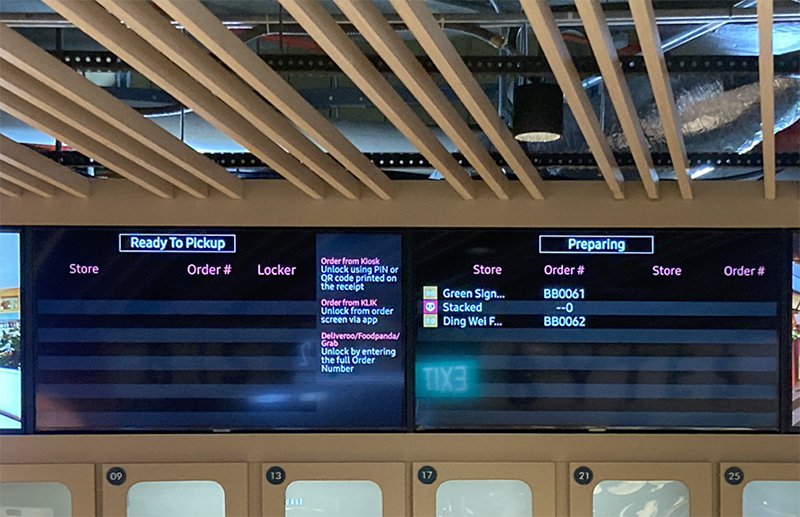 Ready To Pickup
Store Order # Locker
Order from Kiosk
Unlock using PIN or
QR code printed on
the receipt
Order from KLIK
Unlock from order
screen via app
Deliveroo/Foodpanda/
Grab
Unlock by entering
the full Order
Number
Preparing
Store Order # Store Order #
Green Sign... BB0061
Stacked --0
Ding Wei F... BB0062
EXIT
09
13
17
21
25